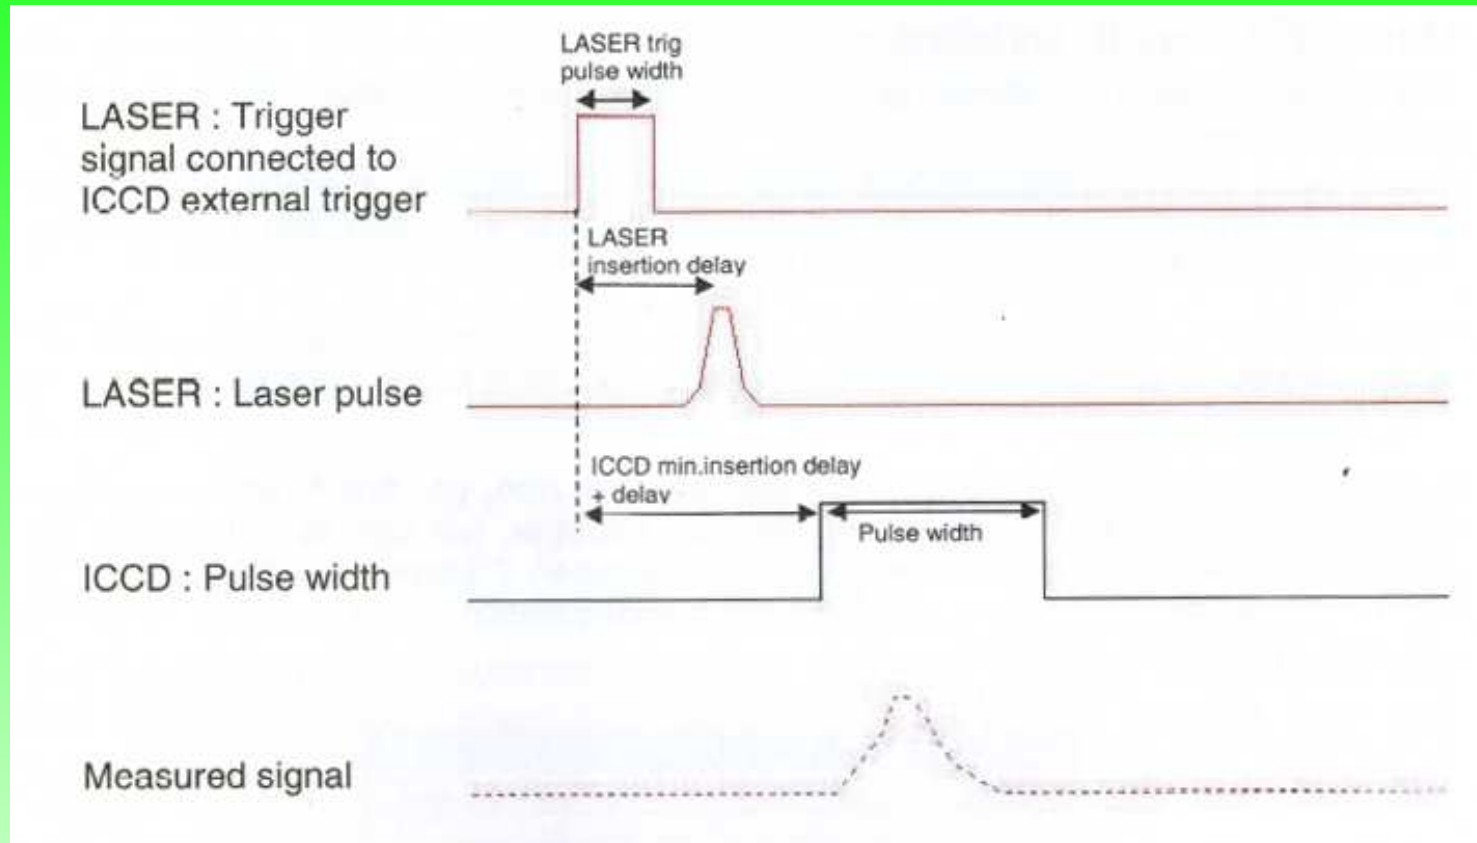 LASER trig
pulse width
LASER : Trigger
signal connected to
ICCD external trigger
LASER
insertion delay
LASER : Laser pulse
ICCD min.insertion delay
+ delay
Pulse width
ICCD : Pulse width
Measured signal